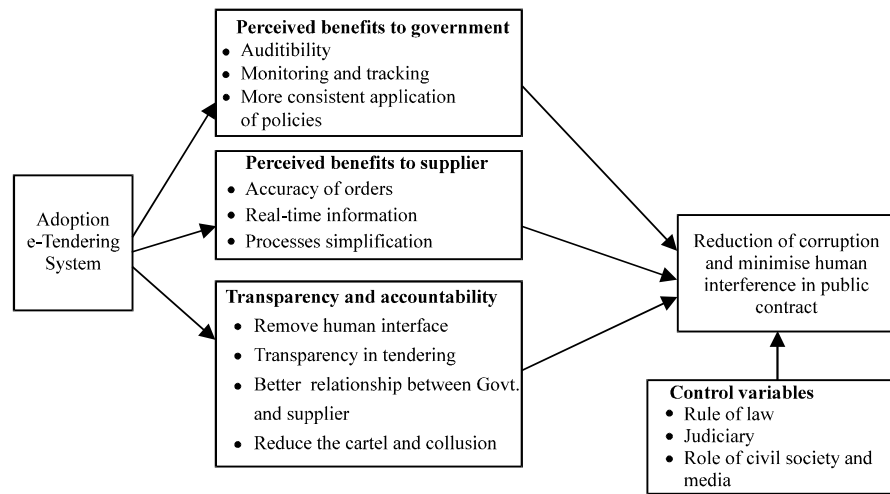 Perceived benefits to government
● Auditibility
● Monitoring and tracking
● More consistent application
of policies
Perceived benefits to supplier
● Accuracy of orders
● Real-time information
● Processes simplification
Adoption
e-Tendering
System
Transparency and accountability
● Remove human interface
● Transparency in tendering
● Better relationship between Govt.
and supplier
● Reduce the cartel and collusion
Reduction of corruption
and minimise human
interference in public
contract
Control variables
● Rule of law
● Judiciary
● Role of civil society and
media